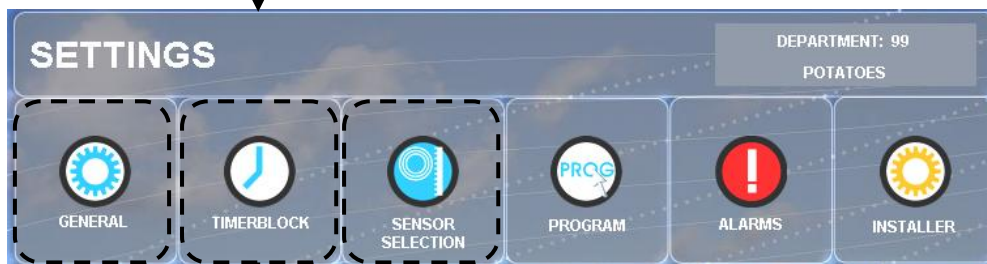 SETTINGS
DEPARTMENT: 99
POTATOES
GENERAL
TIMERBLOCK
SENSOR
SELECTION
PROG
PROGRAM
ALARMS
INSTALLER